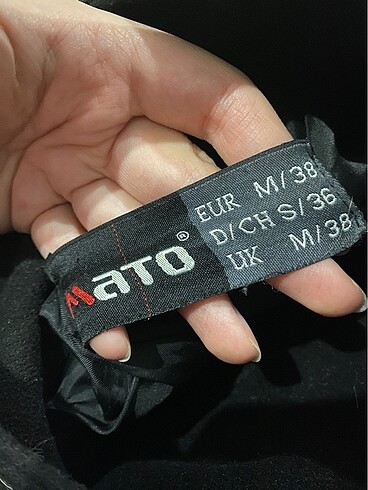 MATO®
EUR M/38
D/CH S/36
UK M/38